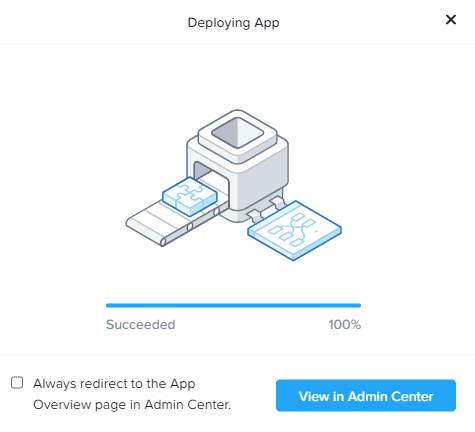 Deploying App
Succeeded
100%
Always redirect to the App
Overview page in Admin Center.
View in Admin Center